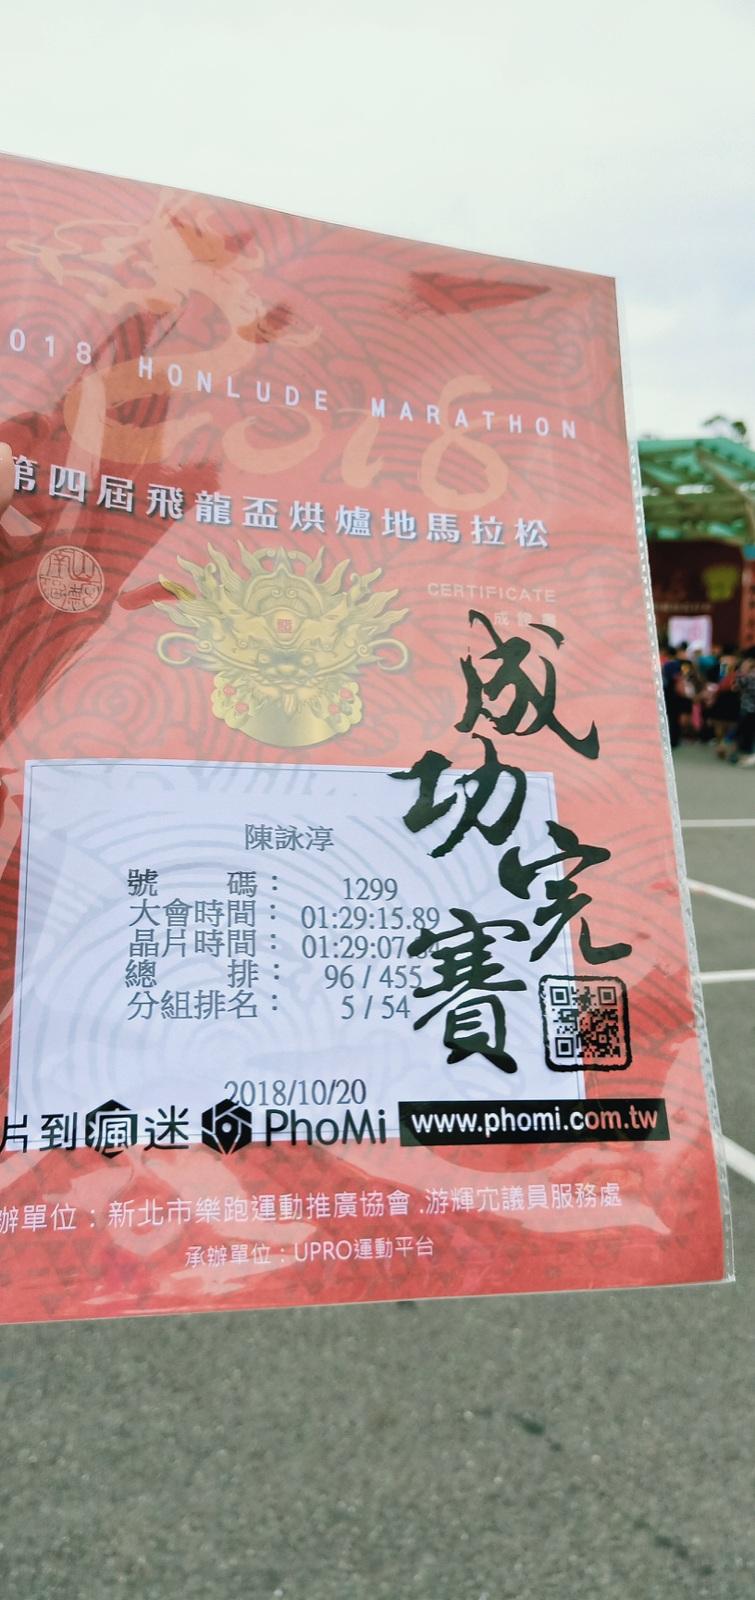 018 HONLUDE MARATHON
2018
第四屆飛龍盃烘爐地馬拉松
CERTIFICATE
成功完賽
陳詠淳
號 碼： 1299
大會時間： 01:29:15.89
晶片時間： 01:29:07
總 排： 96 / 455
分組排名： 5 / 54
2018/10/20
片到瘋迷 PhoMi www.phomi.com.tw
辦單位：新北市樂跑運動推廣協會.游輝宂議員服務處
承辦單位：UPRO運動平台